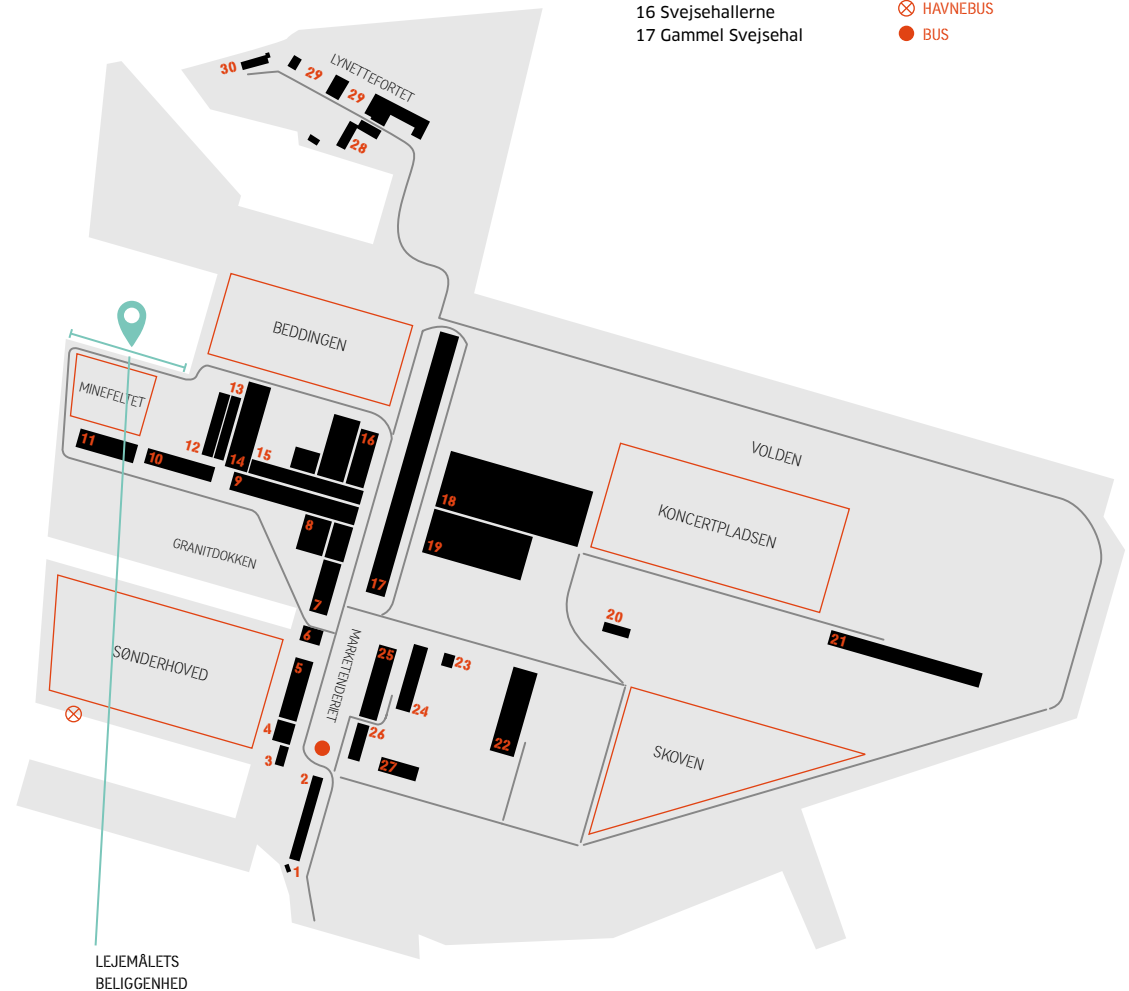 16 Svejsehallerne
17 Gammel Svejsehal
HAVNEBUS
BUS
30
29
LYNETTEFORTET
29
28
BEDDINGEN
MINEFELTET
13
12
11
10
14
15
16
9
8
7
17
18
19
VOLDEN
KONCERTPLADSEN
GRANITDOKKEN
SØNDERHOVED
6
5
4
3
2
1
MARKETENDERIET
25
24
23
26
27
22
20
21
SKOVEN
LEJEMÅLETS
BELIGGENHED